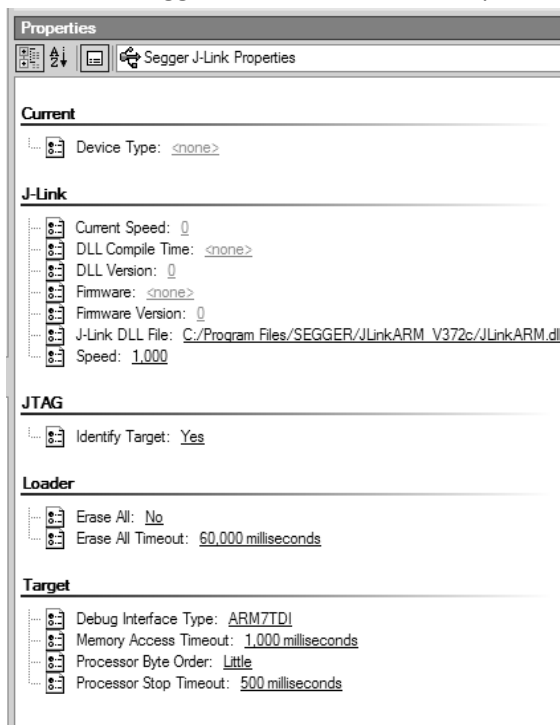 Properties
Segger J-Link Properties
Current
Device Type: <none>
J-Link
Current Speed: 0
DLL Compile Time: <none>
DLL Version: 0
Firmware: <none>
Firmware Version: 0
J-Link DLL File: C:/Program Files/SEGGER/JLinkARM_V372c/JLinkARM.dl
Speed: 1,000
JTAG
Identify Target: Yes
Loader
Erase All: No
Erase All Timeout: 60,000 milliseconds
Target
Debug Interface Type: ARM7TDI
Memory Access Timeout: 1,000 milliseconds
Processor Byte Order: Little
Processor Stop Timeout: 500 milliseconds